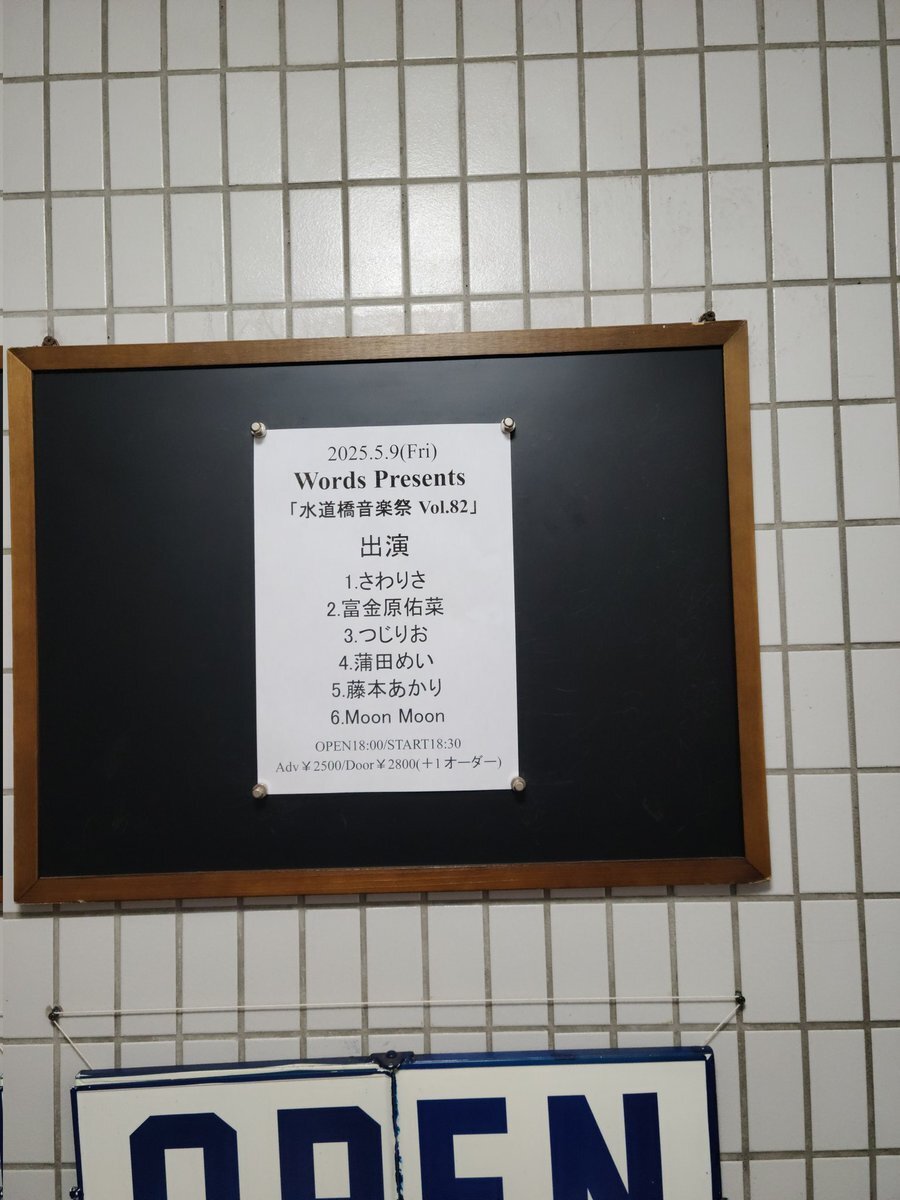 2025.5.9(Fri)
Words Presents
「水道橋音楽祭 Vol.82」
出演
1.さわりさ
2.富金原佑菜
3.つじりお
4.蒲田めい
5.藤本あかり
6.Moon Moon
OPEN18:00/START18:30
Adv￥2500/Door￥2800(＋1オーダー)
OPEN